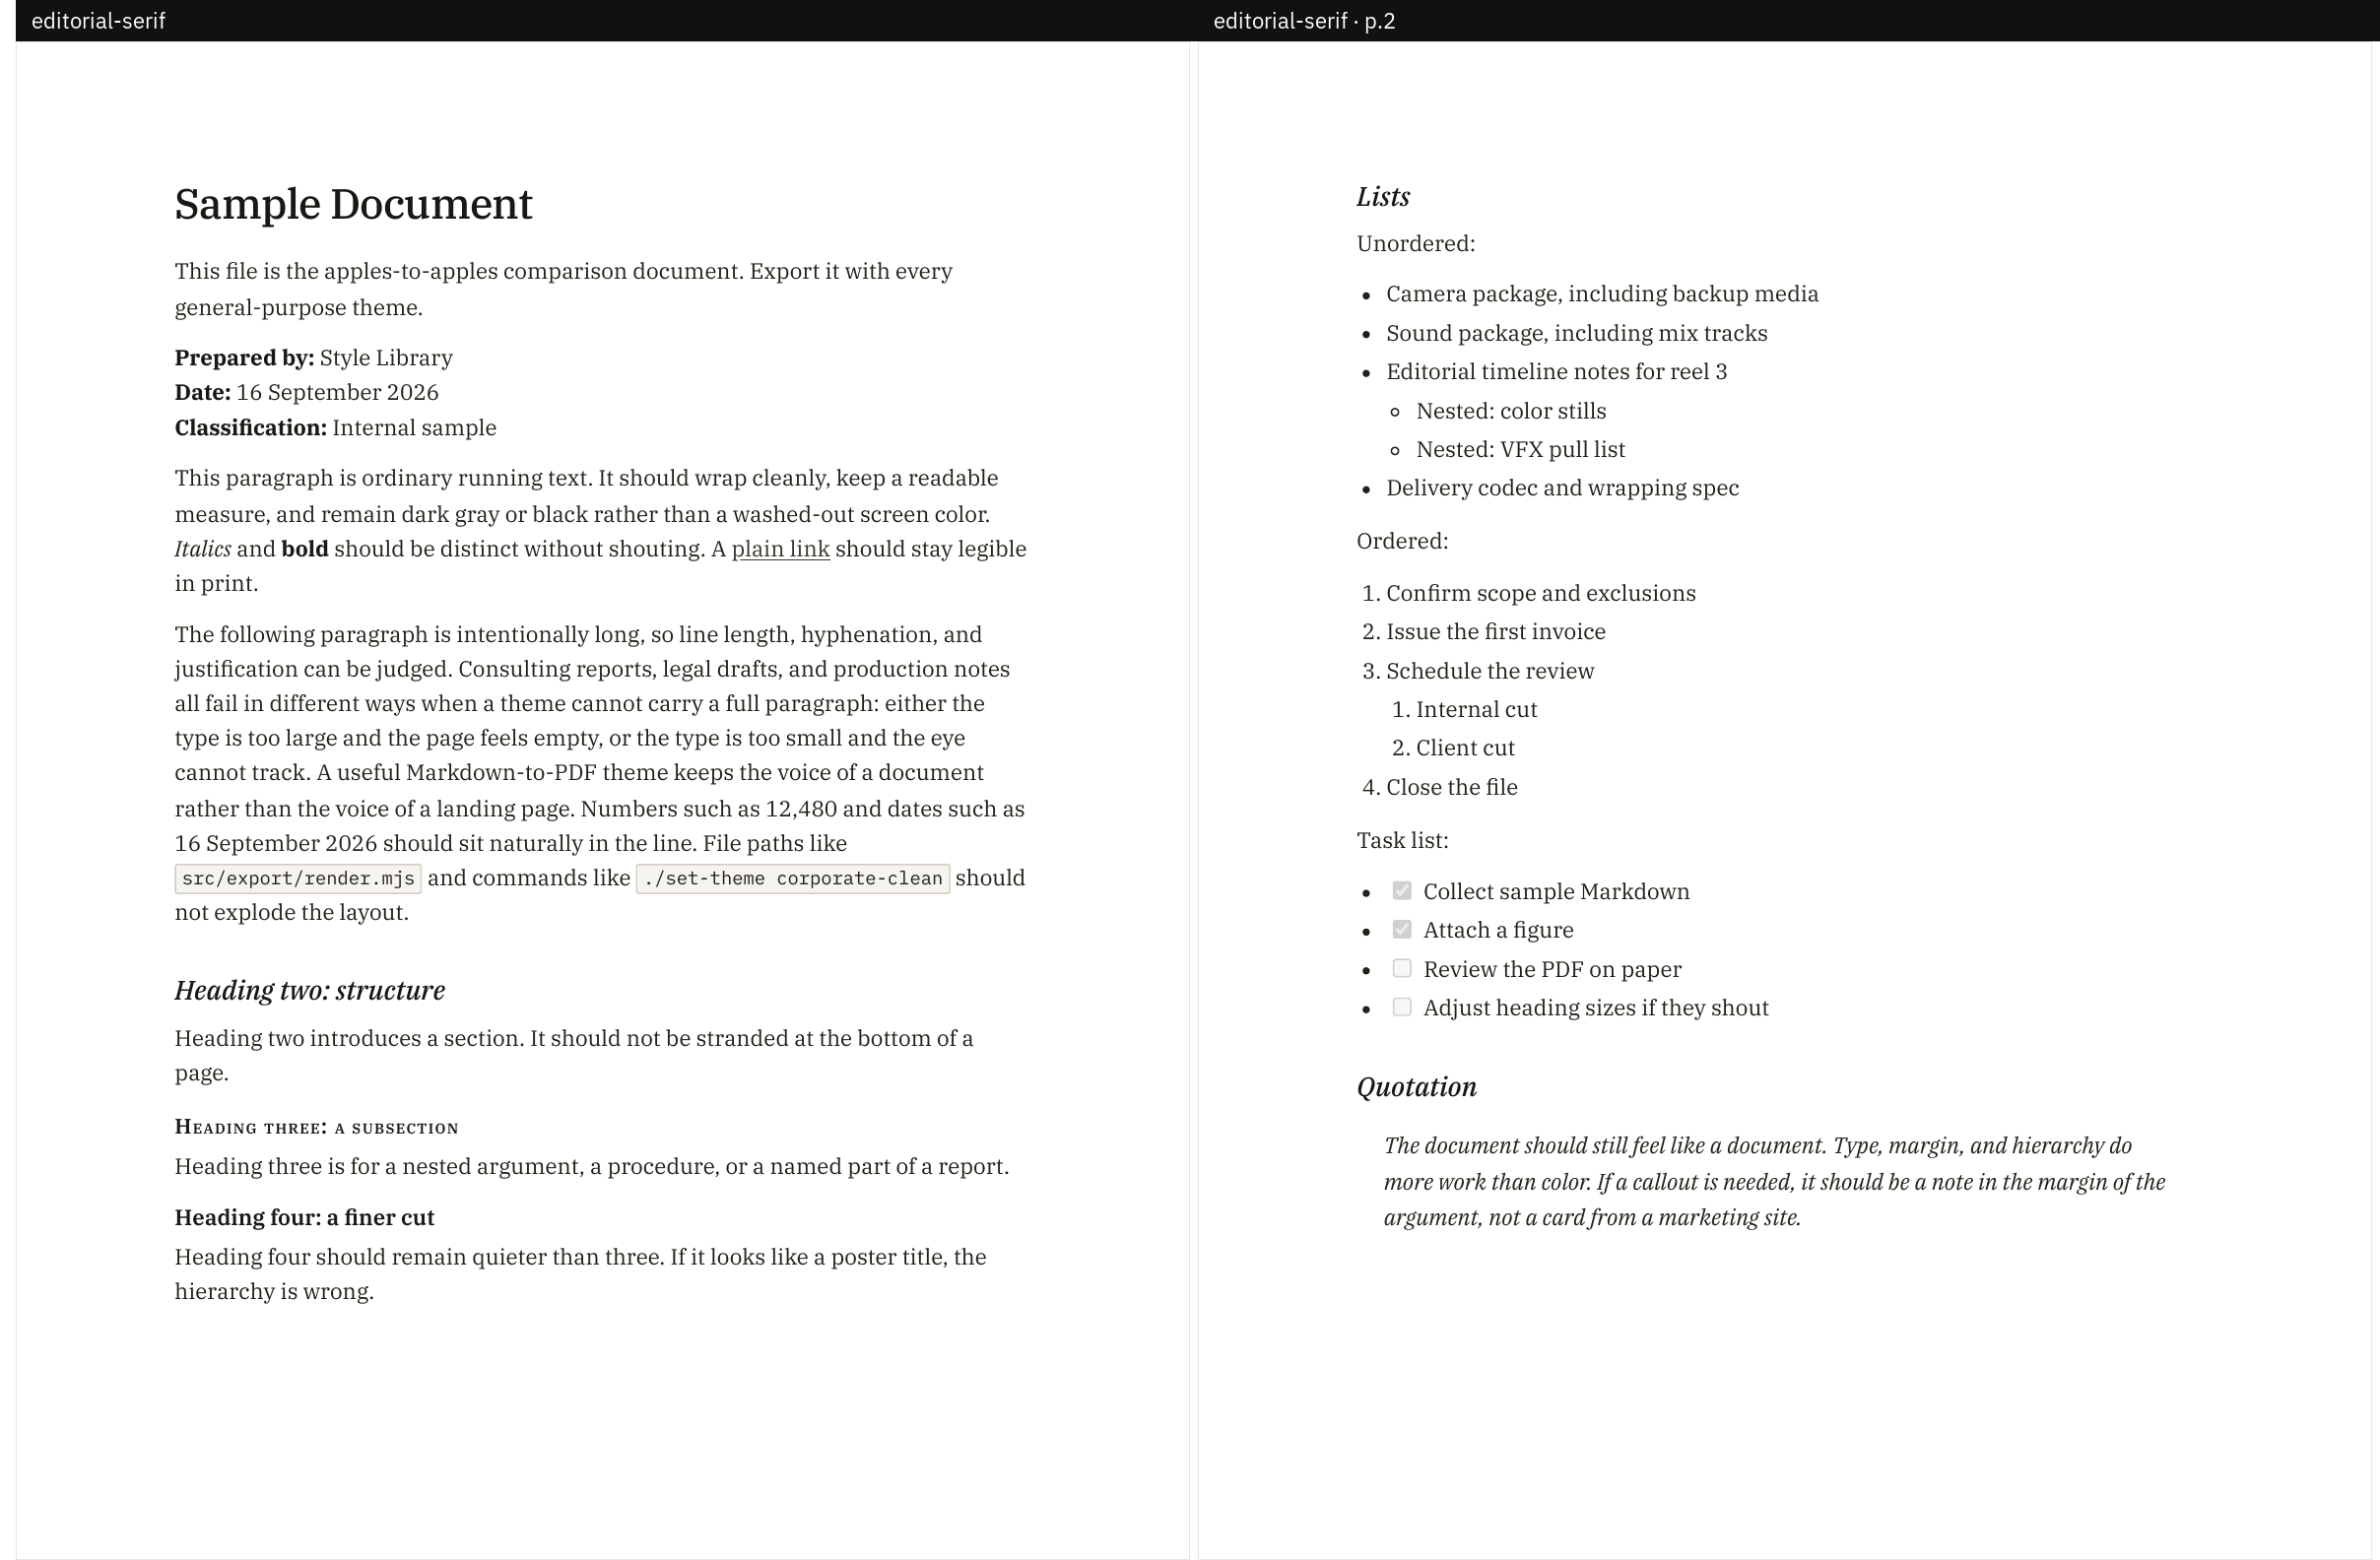 editorial-serif
Sample Document
This file is the apples-to-apples comparison document. Export it with every
general-purpose theme.
Prepared by: Style Library
Date: 16 September 2026
Classification: Internal sample
This paragraph is ordinary running text. It should wrap cleanly, keep a readable
measure, and remain dark gray or black rather than a washed-out screen color.
Italics and bold should be distinct without shouting. A plain link should stay legible
in print.
The following paragraph is intentionally long, so line length, hyphenation, and
justification can be judged. Consulting reports, legal drafts, and production notes
all fail in different ways when a theme cannot carry a full paragraph: either the
type is too large and the page feels empty, or the type is too small and the eye
cannot track. A useful Markdown-to-PDF theme keeps the voice of a document
rather than the voice of a landing page. Numbers such as 12,480 and dates such as
16 September 2026 should sit naturally in the line. File paths like
src/export/render.mjs and commands like ./set-theme corporate-clean should
not explode the layout.
Heading two: structure
Heading two introduces a section. It should not be stranded at the bottom of a
page.
Heading three: a subsection
Heading three is for a nested argument, a procedure, or a named part of a report.
Heading four: a finer cut
Heading four should remain quieter than three. If it looks like a poster title, the
hierarchy is wrong.
editorial-serif · p.2
Lists
Unordered:
• Camera package, including backup media
• Sound package, including mix tracks
• Editorial timeline notes for reel 3
◦ Nested: color stills
◦ Nested: VFX pull list
• Delivery codec and wrapping spec
Ordered:
1. Confirm scope and exclusions
2. Issue the first invoice
3. Schedule the review
1. Internal cut
2. Client cut
4. Close the file
Task list:
• ☑ Collect sample Markdown
• ☑ Attach a figure
• ☐ Review the PDF on paper
• ☐ Adjust heading sizes if they shout
Quotation
The document should still feel like a document. Type, margin, and hierarchy do
more work than color. If a callout is needed, it should be a note in the margin of the
argument, not a card from a marketing site.